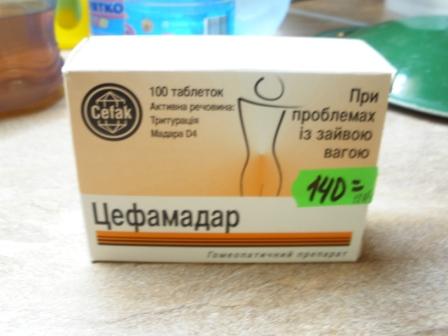 Cefak
100 таблеток
Активна речовина:
Тритурація
Мадара D4
При
проблемах
із зайвою
вагою
140=
Цефамадар
Гомеопатичний препарат